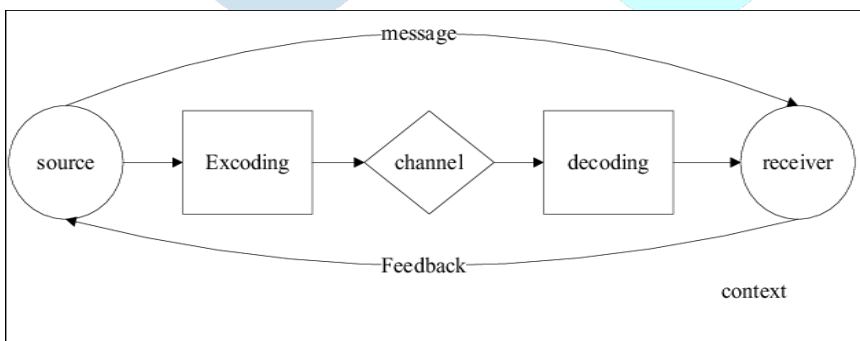 message
source
Excoding
channel
decoding
receiver
Feedback
context